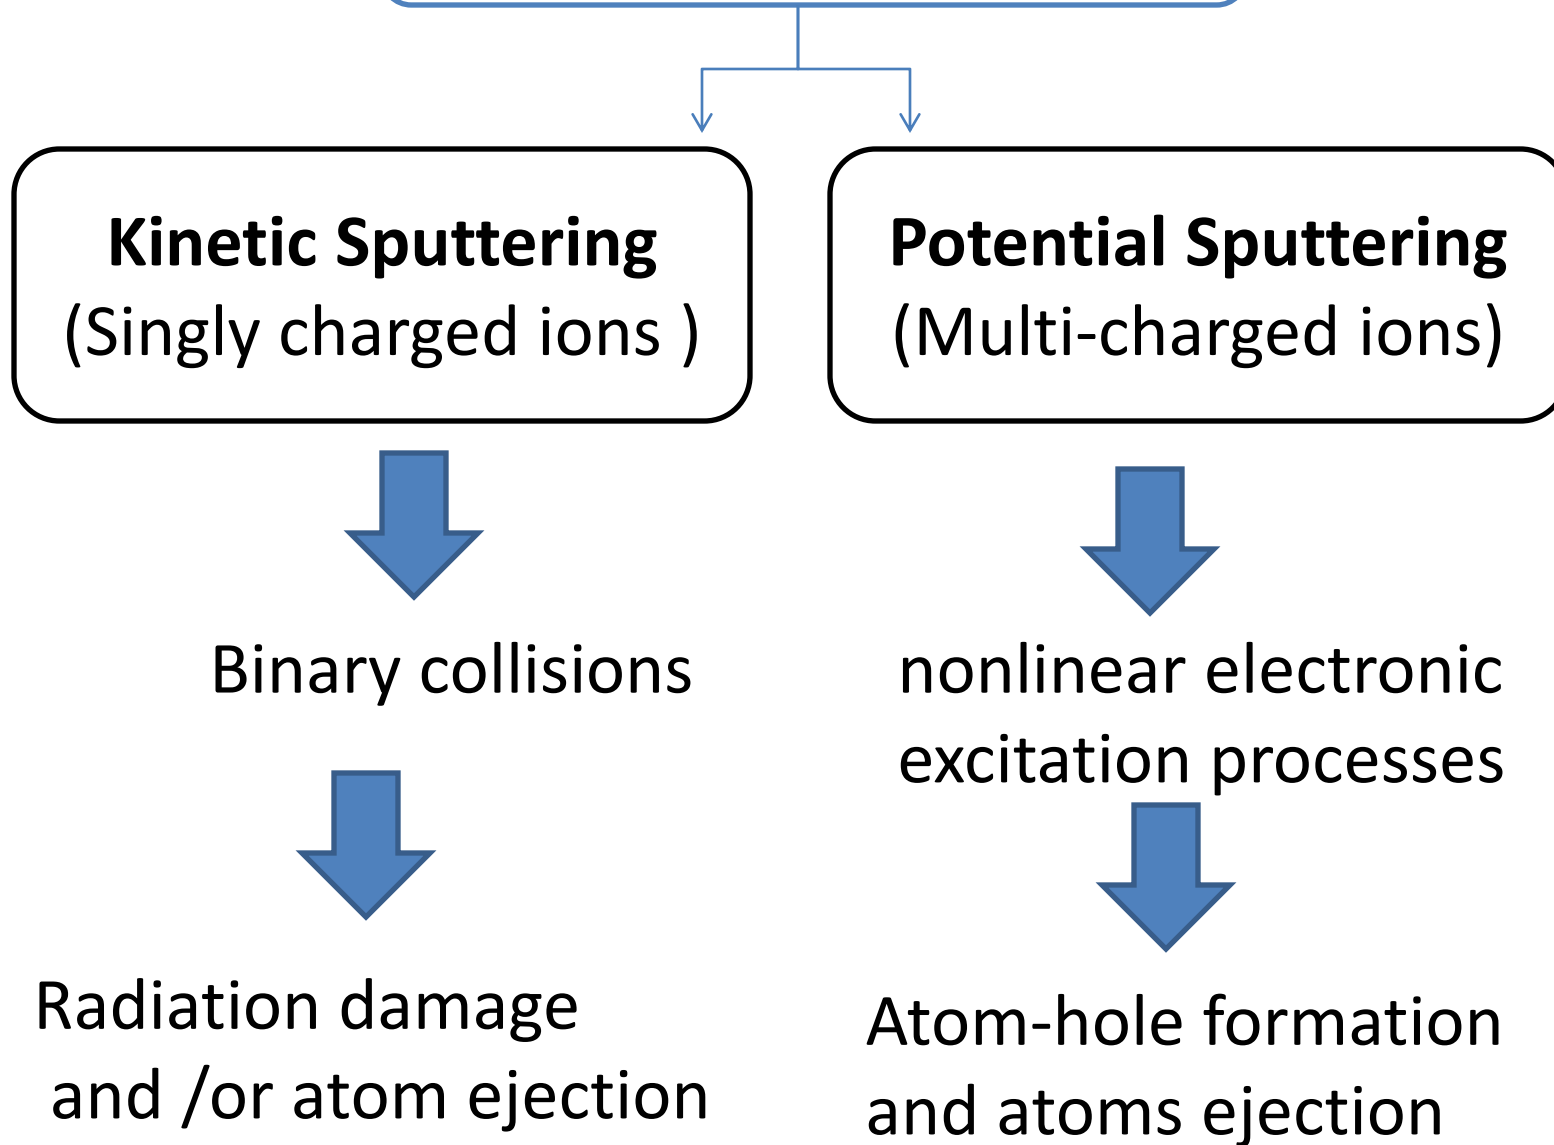 Kinetic Sputtering
(Singly charged ions )
Potential Sputtering
(Multi-charged ions)
Binary collisions
nonlinear electronic
excitation processes
Radiation damage
and /or atom ejection
Atom-hole formation
and atoms ejection